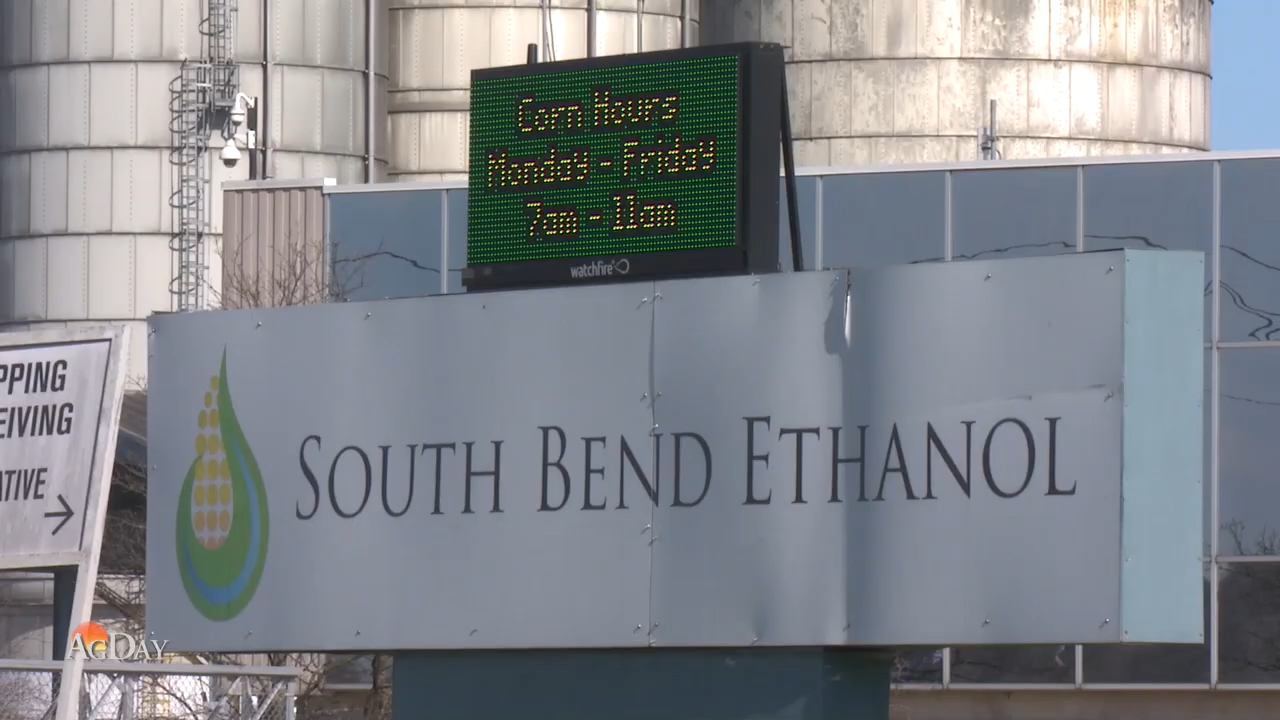 Corn Hours
Monday - Friday
7am - 11am
watchfire
SOUTH BEND ETHANOL
PPING
EIVING
ATIVE
AGDAY